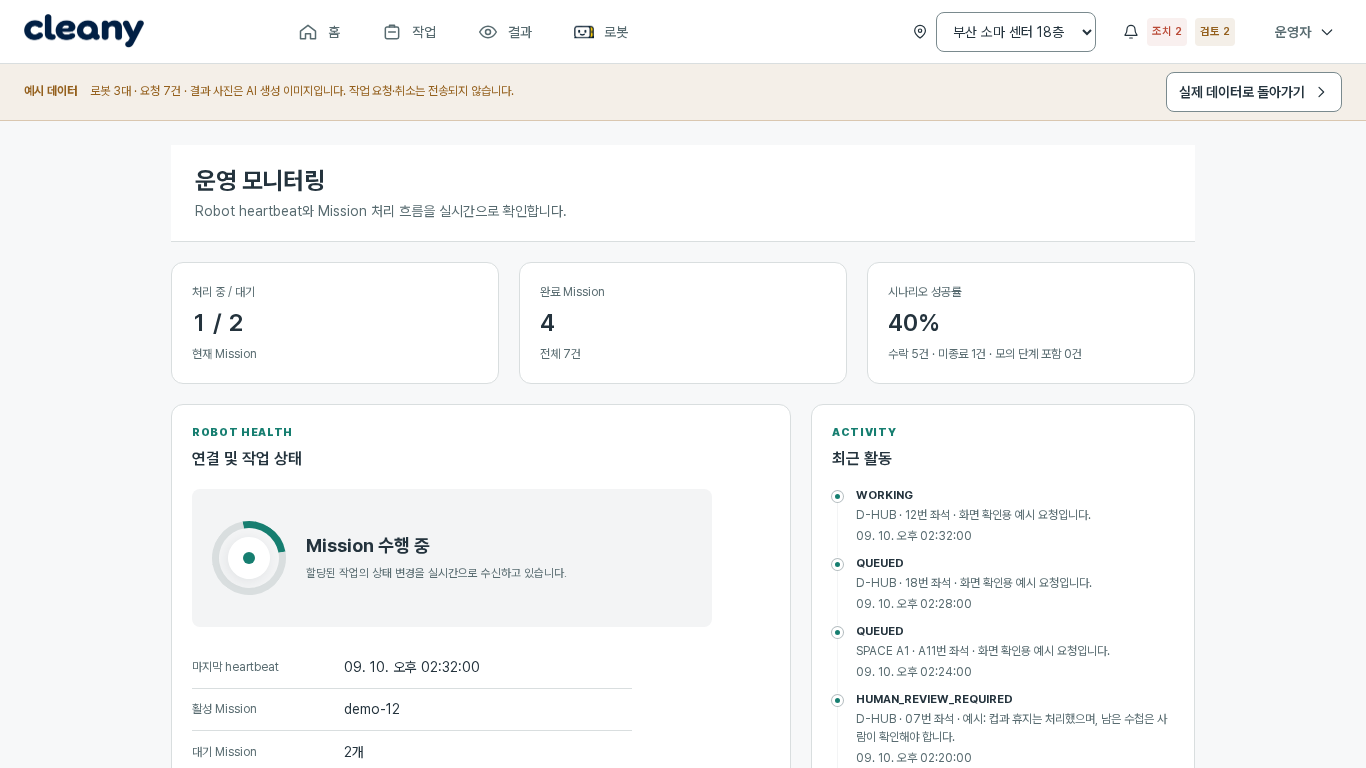 cleany
홈
작업
결과
로봇
부산 소마 센터 18층
조치 2
검토 2
운영자
예시 데이터 로봇 3대 · 요청 7건 · 결과 사진은 AI 생성 이미지입니다. 작업 요청·취소는 전송되지 않습니다.
실제 데이터로 돌아가기
운영 모니터링
Robot heartbeat와 Mission 처리 흐름을 실시간으로 확인합니다.
처리 중 / 대기
1 / 2
현재 Mission
완료 Mission
4
전체 7건
시나리오 성공률
40%
수락 5건 · 미종료 1건 · 모의 단계 포함 0건
ROBOT HEALTH
연결 및 작업 상태
Mission 수행 중
할당된 작업의 상태 변경을 실시간으로 수신하고 있습니다.
마지막 heartbeat 09. 10. 오후 02:32:00
활성 Mission demo-12
대기 Mission 2개
ACTIVITY
최근 활동
WORKING
D-HUB · 12번 좌석 · 화면 확인용 예시 요청입니다.
09. 10. 오후 02:32:00
QUEUED
D-HUB · 18번 좌석 · 화면 확인용 예시 요청입니다.
09. 10. 오후 02:28:00
QUEUED
SPACE A1 · A11번 좌석 · 화면 확인용 예시 요청입니다.
09. 10. 오후 02:24:00
HUMAN_REVIEW_REQUIRED
D-HUB · 07번 좌석 · 예시: 컵과 휴지는 처리했으며, 남은 수첩은 사
람이 확인해야 합니다.
09. 10. 오후 02:20:00